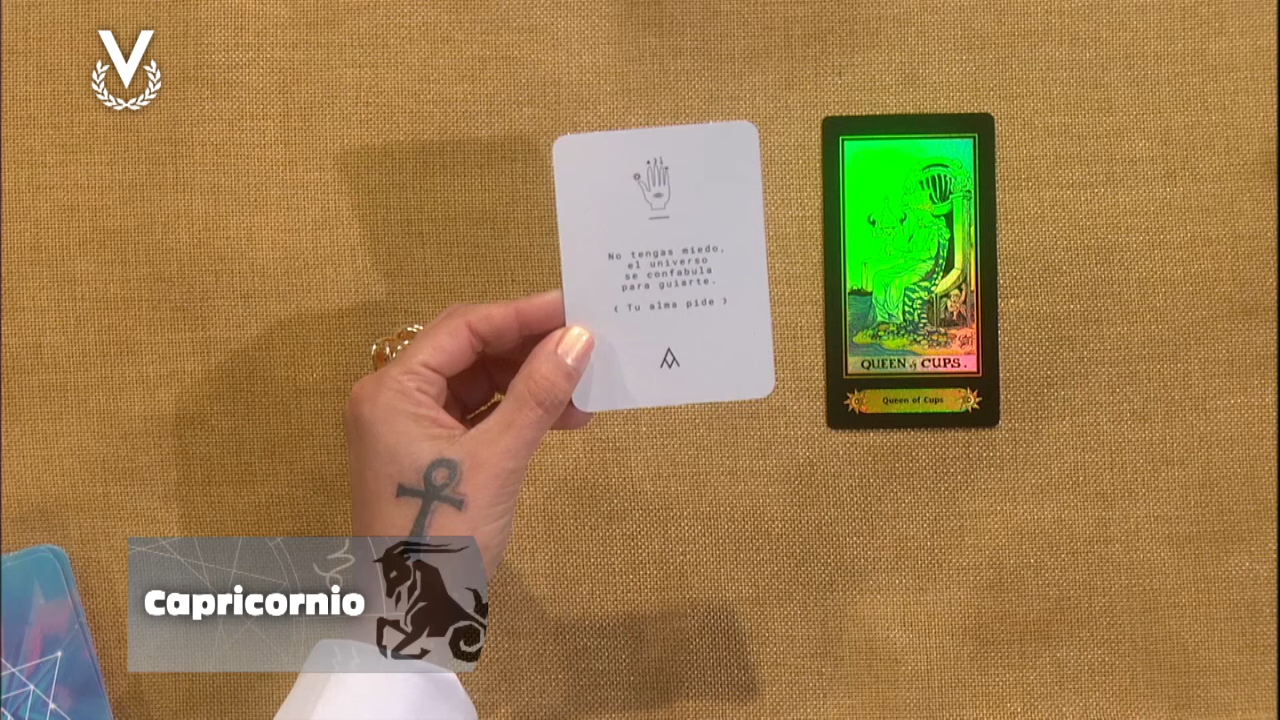 V
No tengas miedo,
el universo
se confabula
para guiarte.
( Tu alma pide )
QUEEN of CUPS.
Queen of Cups
Capricornio